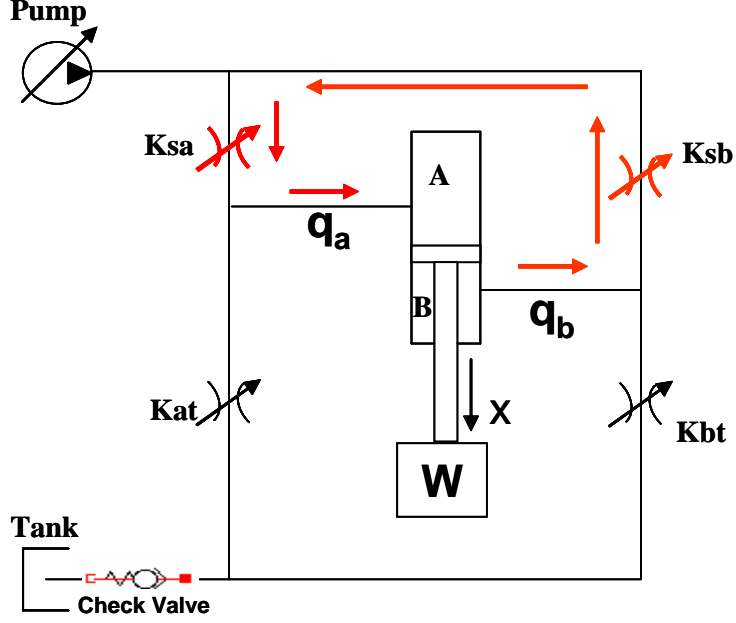 Pump
Ksa
A
Ksb
qa
B
qb
Kat
X
Kbt
W
Tank
Check Valve